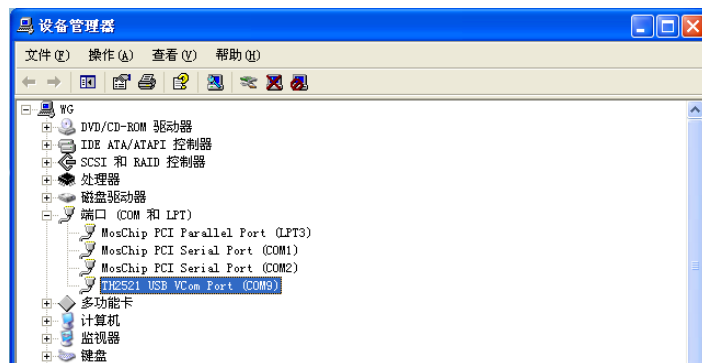 设备管理器
文件(F) 操作(A) 查看(V) 帮助(H)
WG
DVD/CD-ROM 驱动器
IDE ATA/ATAPI 控制器
SCSI 和 RAID 控制器
处理器
磁盘驱动器
端口 (COM 和 LPT)
MosChip PCI Parallel Port (LPT3)
MosChip PCI Serial Port (COM1)
MosChip PCI Serial Port (COM2)
TH2521 USB VCom Port (COM9)
多功能卡
计算机
监视器
键盘